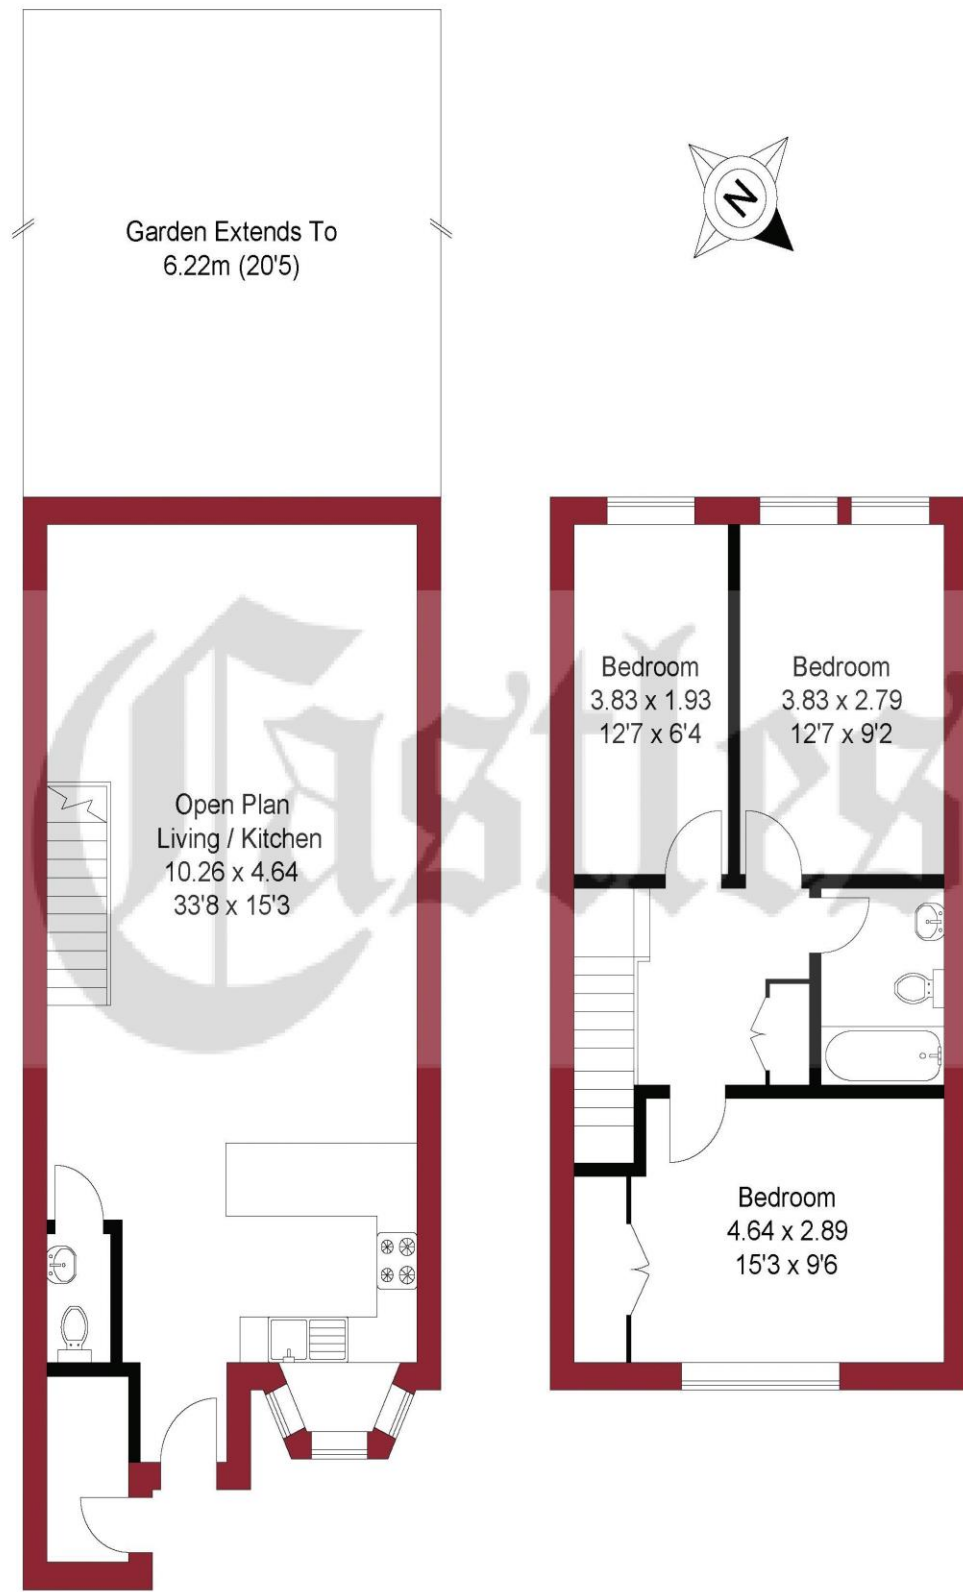 Garden Extends To
6.22m (20'5)
N
Open Plan
Living / Kitchen
10.26 x 4.64
33'8 x 15'3
Bedroom
3.83 x 1.93
12'7 x 6'4
Bedroom
3.83 x 2.79
12'7 x 9'2
Bedroom
4.64 x 2.89
15'3 x 9'6
Castles